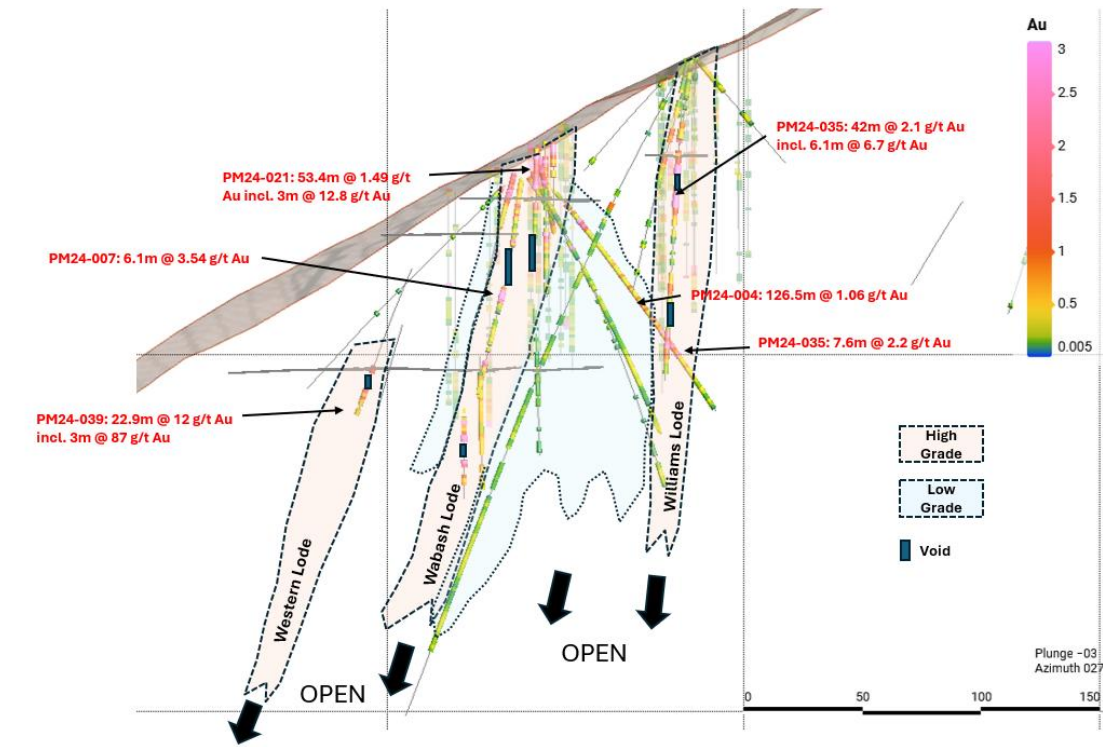 Au
3
2.5
2
1.5
1
0.5
0.005
PM24-035: 42m @ 2.1 g/t Au
incl. 6.1m @ 6.7 g/t Au
PM24-021: 53.4m @ 1.49 g/t
Au incl. 3m @ 12.8 g/t Au
PM24-007: 6.1m @ 3.54 g/t Au
PM24-004: 126.5m @ 1.06 g/t Au
PM24-035: 7.6m @ 2.2 g/t Au
PM24-039: 22.9m @ 12 g/t Au
incl. 3m @ 87 g/t Au
High
Grade
Low
Grade
Void
Williams Lode
Wabash Lode
Western Lode
OPEN
OPEN
Plunge −03
Azimuth 027
0
50
100
150